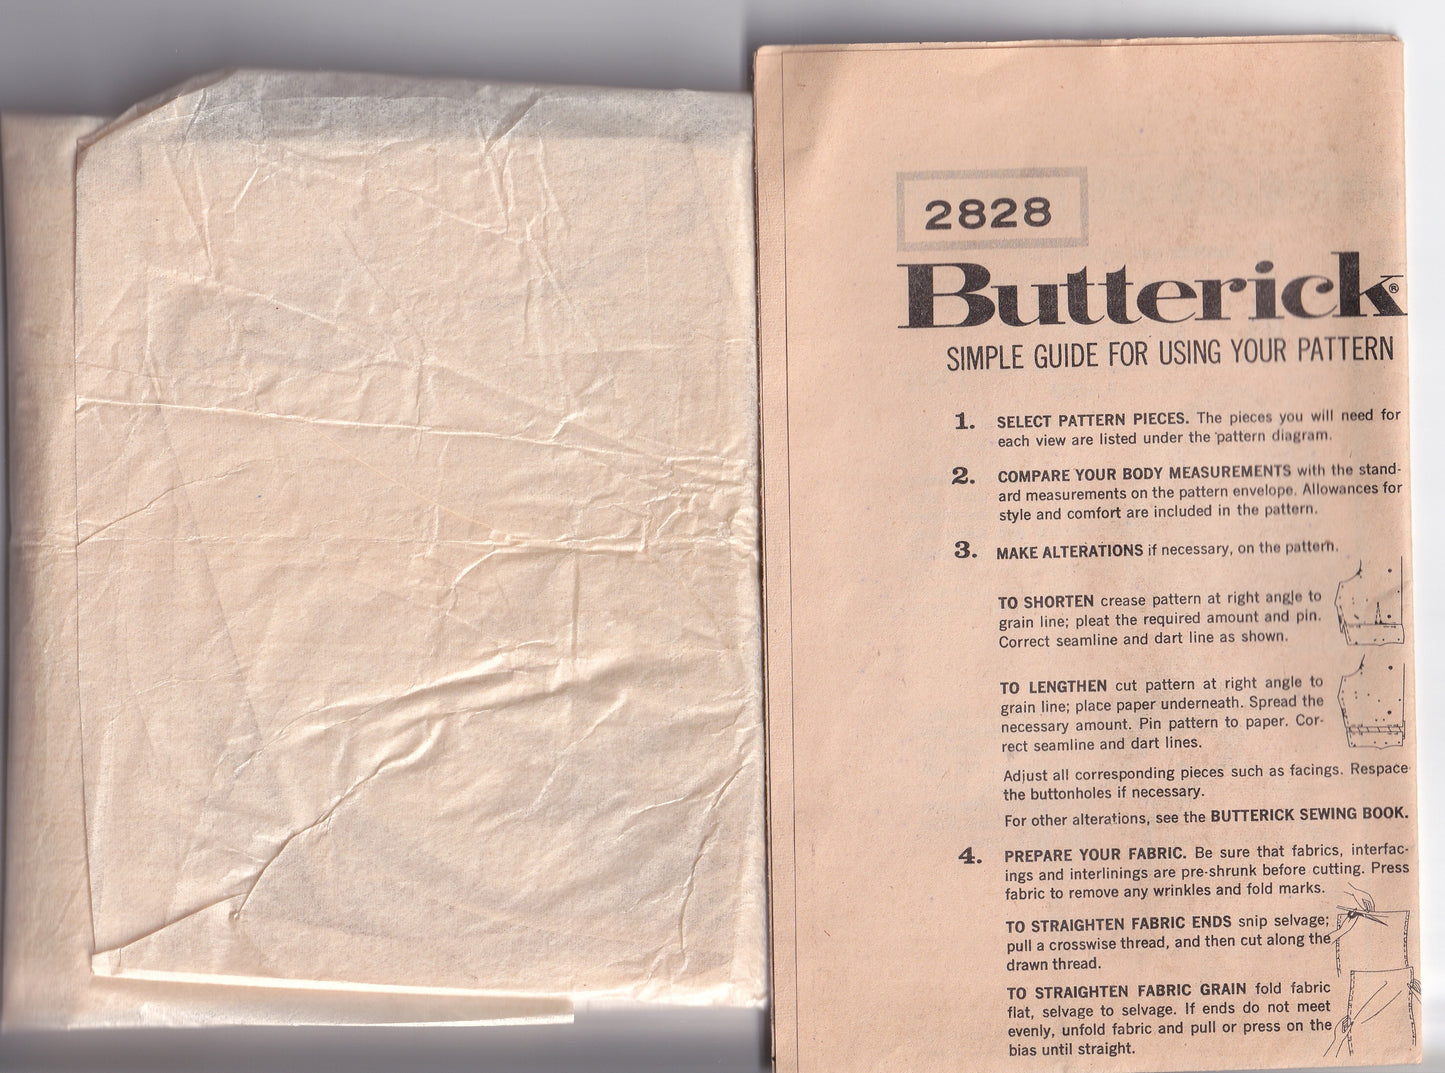 2828
Butterick®
SIMPLE GUIDE FOR USING YOUR PATTERN
1. SELECT PATTERN PIECES. The pieces you will need for
each view are listed under the pattern diagram.
2. COMPARE YOUR BODY MEASUREMENTS with the stand-
ard measurements on the pattern envelope. Allowances for
style and comfort are included in the pattern.
3. MAKE ALTERATIONS if necessary, on the pattern.
TO SHORTEN crease pattern at right angle to
grain line; pleat the required amount and pin.
Correct seamline and dart line as shown.
TO LENGTHEN cut pattern at right angle to
grain line; place paper underneath. Spread the
necessary amount. Pin pattern to paper. Cor-
rect seamline and dart lines.
Adjust all corresponding pieces such as facings. Respace
the buttonholes if necessary.
For other alterations, see the BUTTERICK SEWING BOOK.
4. PREPARE YOUR FABRIC. Be sure that fabrics, interfac-
ings and interlinings are pre-shrunk before cutting. Press
fabric to remove any wrinkles and fold marks.
TO STRAIGHTEN FABRIC ENDS snip selvage;
pull a crosswise thread, and then cut along the
drawn thread.
TO STRAIGHTEN FABRIC GRAIN fold fabric
flat, selvage to selvage. If ends do not meet
evenly, unfold fabric and pull or press on the
bias until straight.